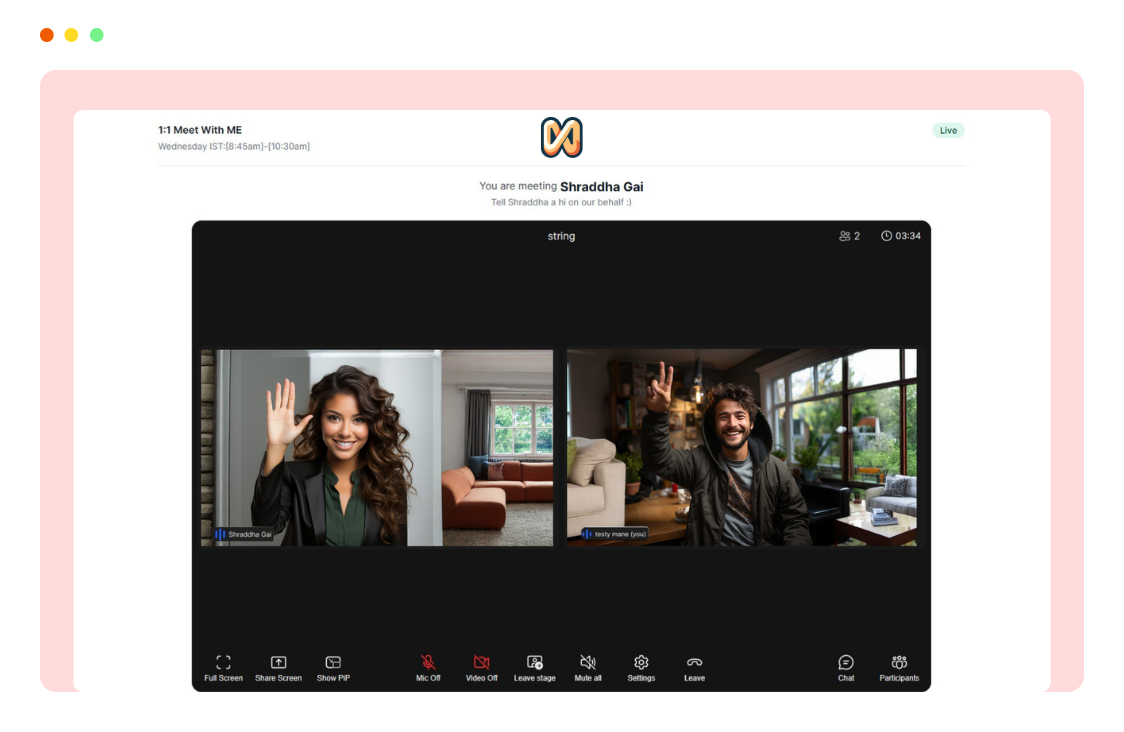 1:1 Meet With ME
Wednesday IST:[8:45am]-[10:30am]
Live
You are meeting Shraddha Gai
Tell Shraddha a hi on our behalf :)
string
2
03:34
Shraddha Gai
testy mane (you)
Full Screen
Share Screen
Show PiP
Mic Off
Video Off
Leave stage
Mute all
Settings
Leave
Chat
Participants